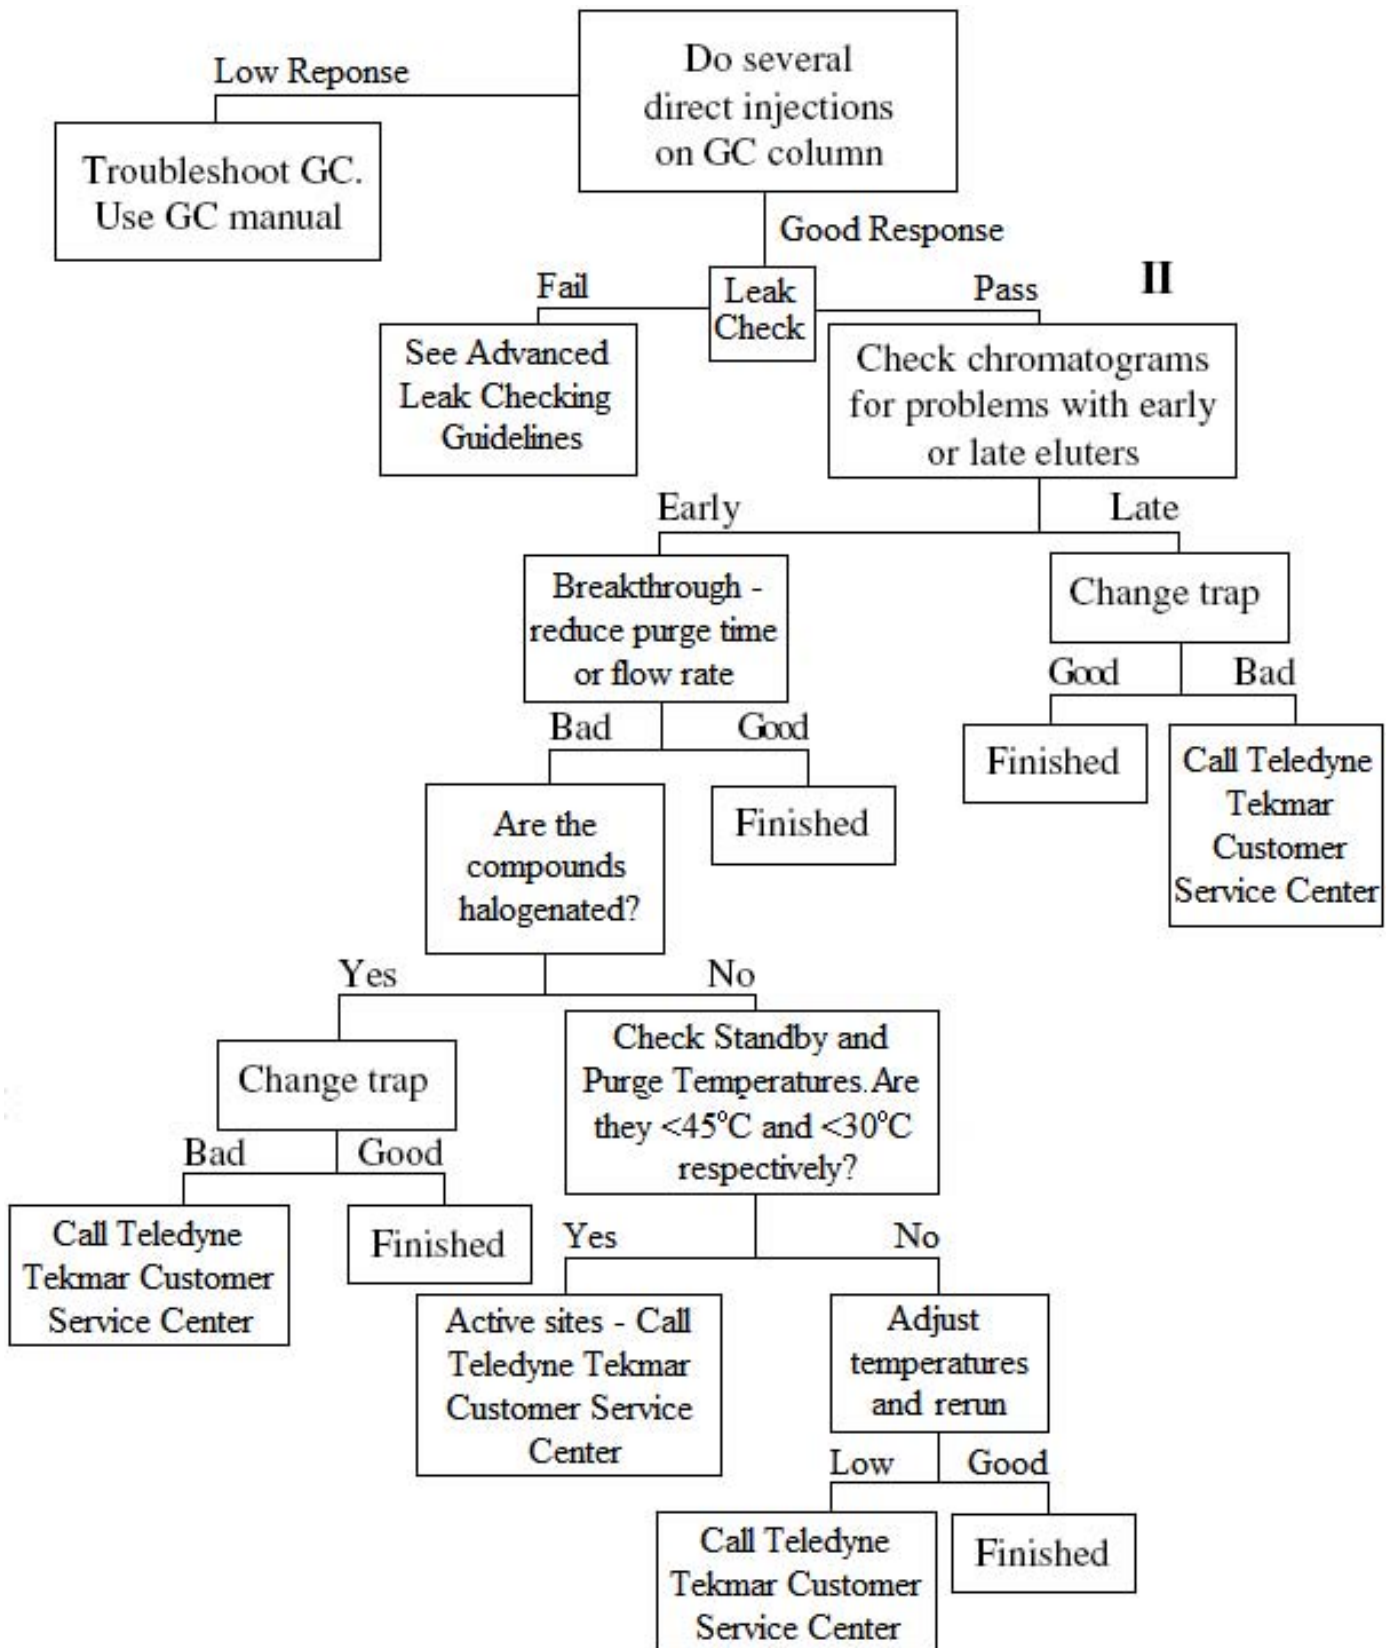 Do several
direct injections
on GC column
Low Reponse
Troubleshoot GC.
Use GC manual
Good Response
Leak
Check
Fail
See Advanced
Leak Checking
Guidelines
Pass
II
Check chromatograms
for problems with early
or late eluters
Early
Late
Breakthrough -
reduce purge time
or flow rate
Change trap
Good
Bad
Finished
Call Teledyne
Tekmar
Customer
Service Center
Bad
Good
Are the
compounds
halogenated?
Finished
Yes
No
Change trap
Check Standby and
Purge Temperatures.Are
they <45°C and <30°C
respectively?
Bad
Good
Call Teledyne
Tekmar Customer
Service Center
Finished
Yes
No
Active sites - Call
Teledyne Tekmar
Customer Service
Center
Adjust
temperatures
and rerun
Low
Good
Call Teledyne
Tekmar Customer
Service Center
Finished